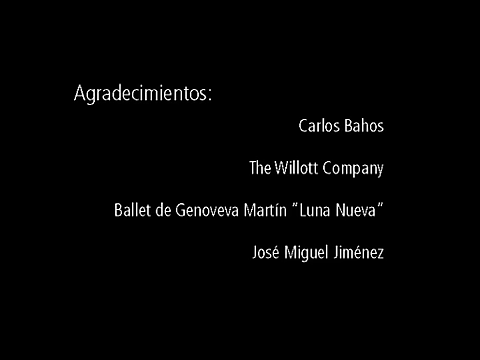 Agradecimientos:
Carlos Bahos
The Willott Company
Ballet de Genoveva Martín “Luna Nueva”
José Miguel Jiménez